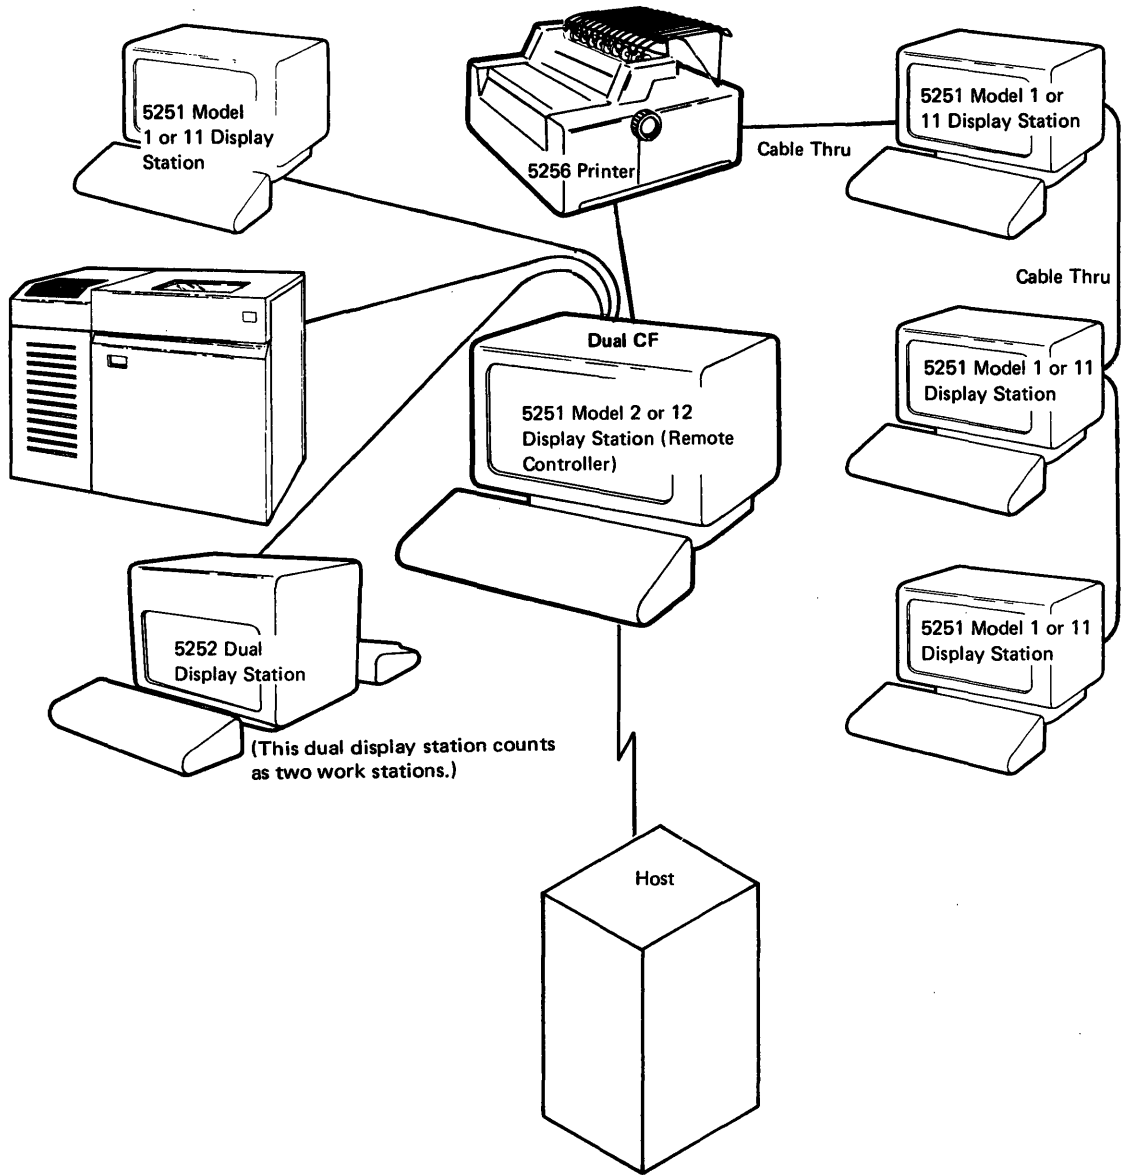 5251 Model
1 or 11 Display
Station
5256 Printer
Cable Thru
5251 Model 1 or
11 Display Station
Cable Thru
Dual CF
5251 Model 2 or 12
Display Station (Remote
Controller)
5251 Model 1 or 11
Display Station
5252 Dual
Display Station
(This dual display station counts
as two work stations.)
5251 Model 1 or 11
Display Station
Host